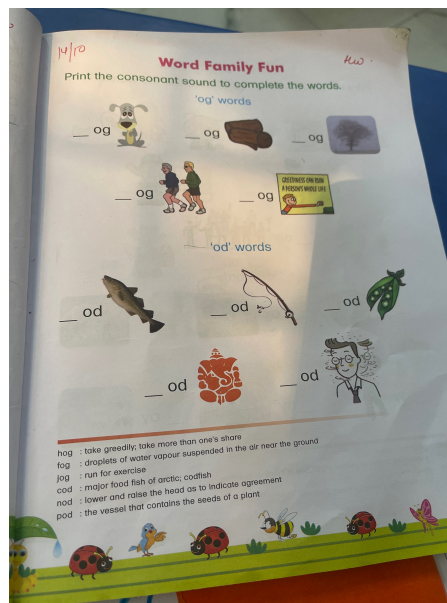 14/10
H.W.
Word Family Fun
Print the consonant sound to complete the words.
'og' words
__ og __ og __ og
__ og __ og
GREEDINESS CAN RUIN
A PERSON'S WHOLE LIFE
'od' words
__ od __ od __ od
__ od __ od
hog : take greedily; take more than one's share
fog : droplets of water vapour suspended in the air near the ground
jog : run for exercise
cod : major food fish of arctic; codfish
nod : lower and raise the head as to indicate agreement
pod : the vessel that contains the seeds of a plant